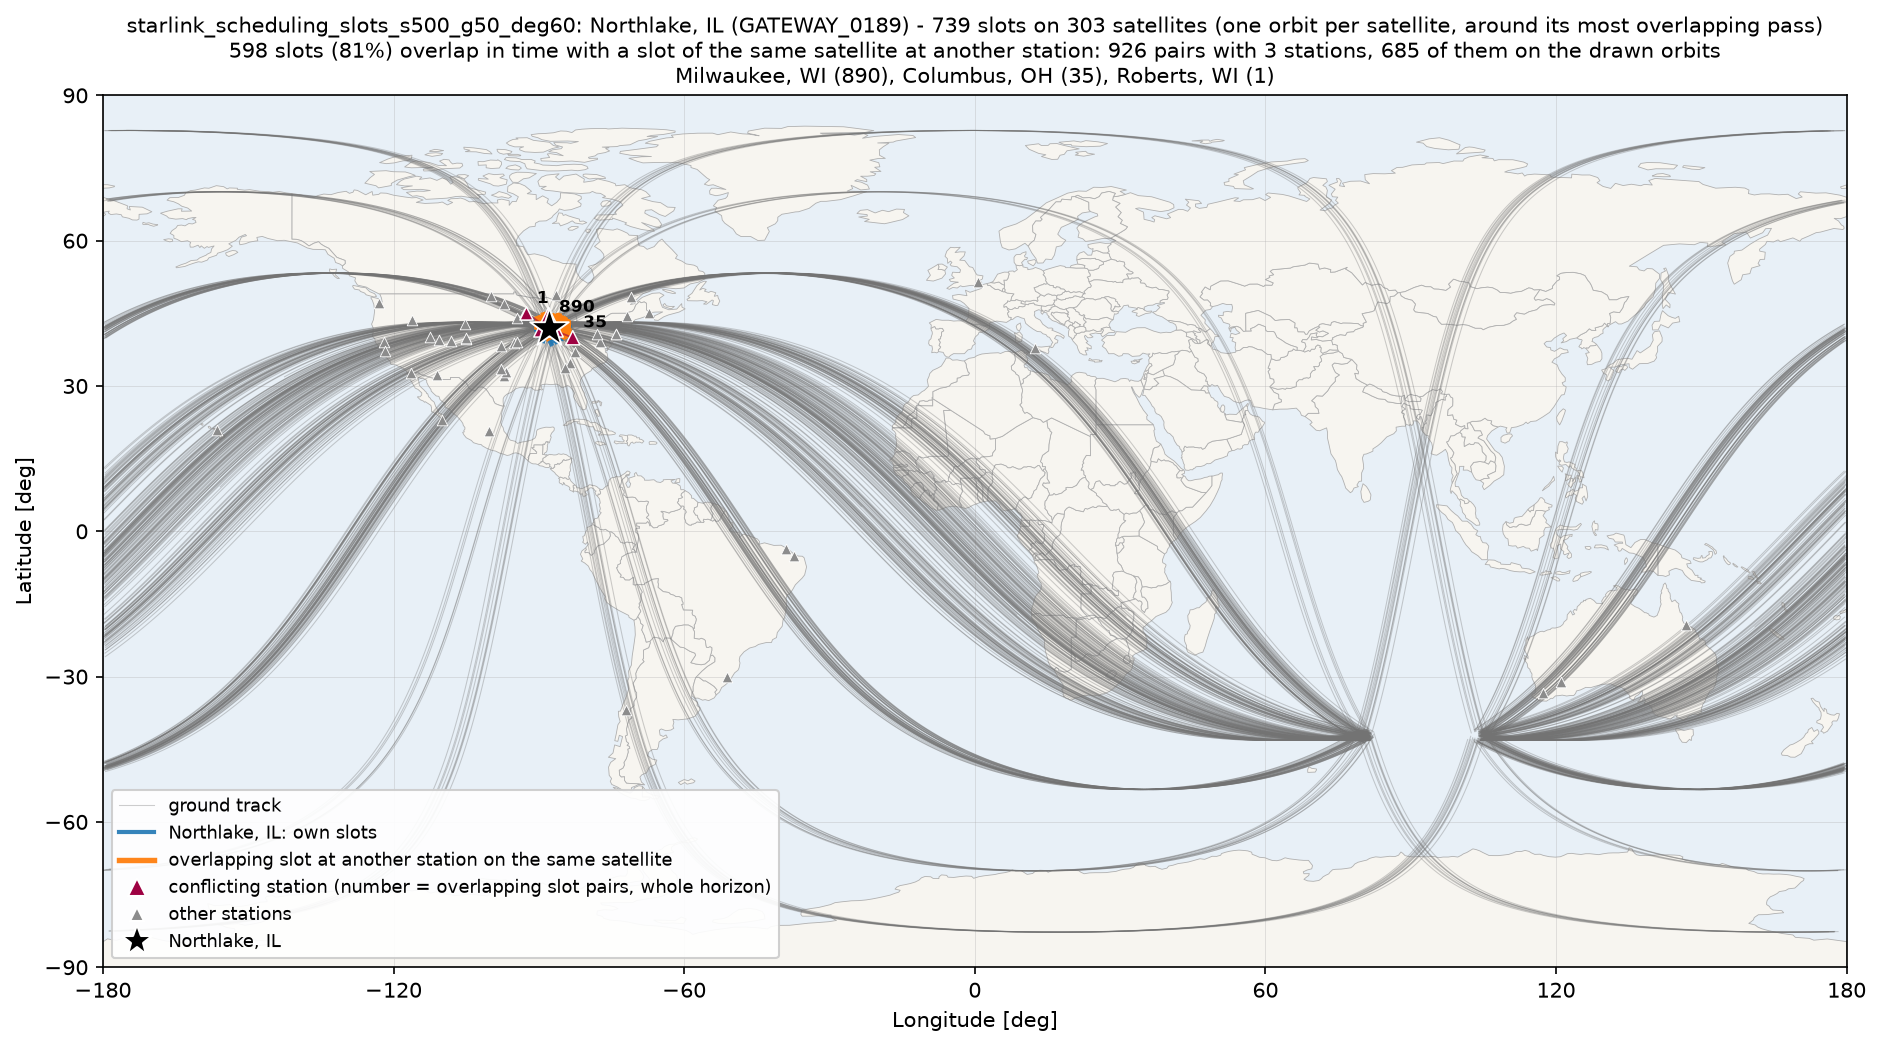 starlink_scheduling_slots_s500_g50_deg60: Northlake, IL (GATEWAY_0189) - 739 slots on 303 satellites (one orbit per satellite, around its most overlapping pass)
598 slots (81%) overlap in time with a slot of the same satellite at another station: 926 pairs with 3 stations, 685 of them on the drawn orbits
Milwaukee, WI (890), Columbus, OH (35), Roberts, WI (1)
90
60
30
0
−30
−60
−90
Latitude [deg]
1
890
35
ground track
Northlake, IL: own slots
overlapping slot at another station on the same satellite
conflicting station (number = overlapping slot pairs, whole horizon)
other stations
Northlake, IL
−180
−120
−60
0
60
120
180
Longitude [deg]